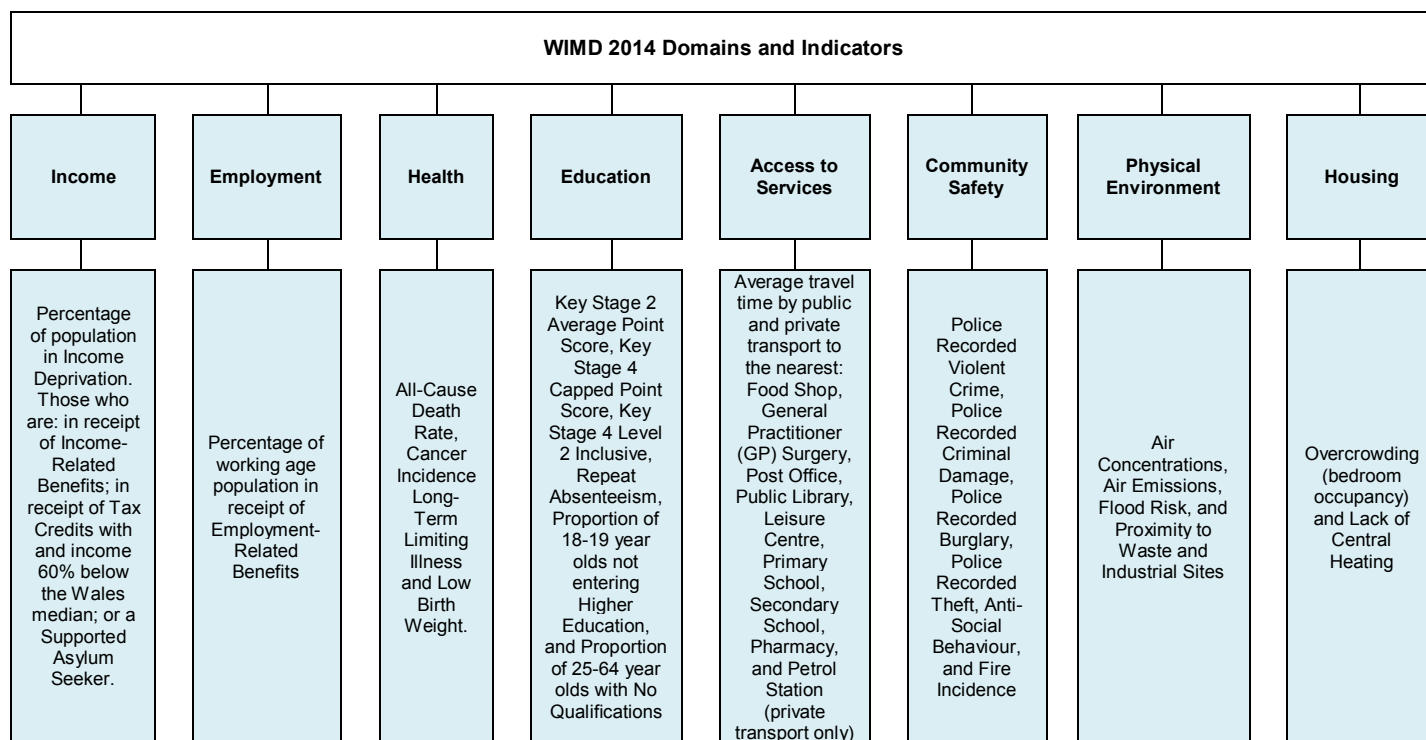 WIMD 2014 Domains and Indicators
Income
Employment
Health
Education
Access to
Services
Community
Safety
Physical
Environment
Housing
Percentage
of population
in Income
Deprivation.
Those who
are: in receipt
of Income-
Related
Benefits; in
receipt of Tax
Credits with
and income
60% below
the Wales
median; or a
Supported
Asylum
Seeker.
Percentage of
working age
population in
receipt of
Employment-
Related
Benefits
All-Cause
Death
Rate,
Cancer
Incidence
Long-
Term
Limiting
Illness
and Low
Birth
Weight.
Key Stage 2
Average Point
Score, Key
Stage 4
Capped Point
Score, Key
Stage 4 Level
2 Inclusive,
Repeat
Absenteeism,
Proportion of
18-19 year
olds not
entering
Higher
Education,
and Proportion
of 25-64 year
olds with No
Qualifications
Average travel
time by public
and private
transport to
the nearest:
Food Shop,
General
Practitioner
(GP) Surgery,
Post Office,
Public Library,
Leisure
Centre,
Primary
School,
Secondary
School,
Pharmacy,
and Petrol
Station
(private
transport only)
Police
Recorded
Violent
Crime,
Police
Recorded
Criminal
Damage,
Police
Recorded
Burglary,
Police
Recorded
Theft, Anti-
Social
Behaviour,
and Fire
Incidence
Air
Concentrations,
Air Emissions,
Flood Risk, and
Proximity to
Waste and
Industrial Sites
Overcrowding
(bedroom
occupancy)
and Lack of
Central
Heating